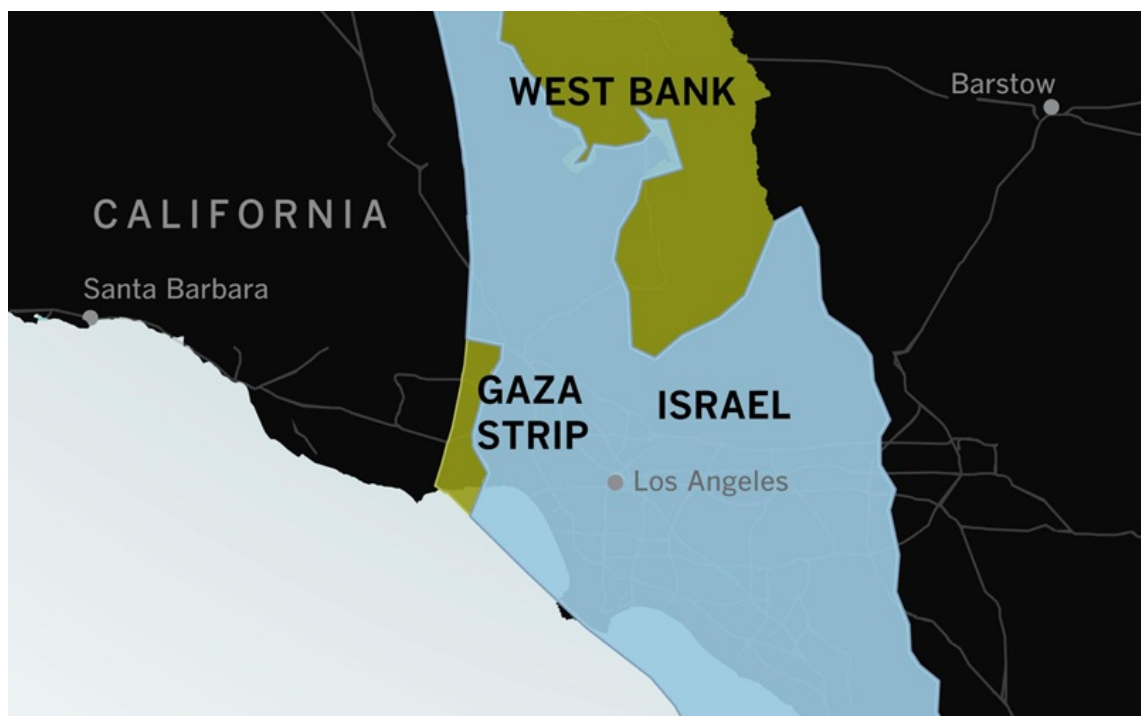 WEST BANK
Barstow
CALIFORNIA
Santa Barbara
GAZA
STRIP
ISRAEL
Los Angeles